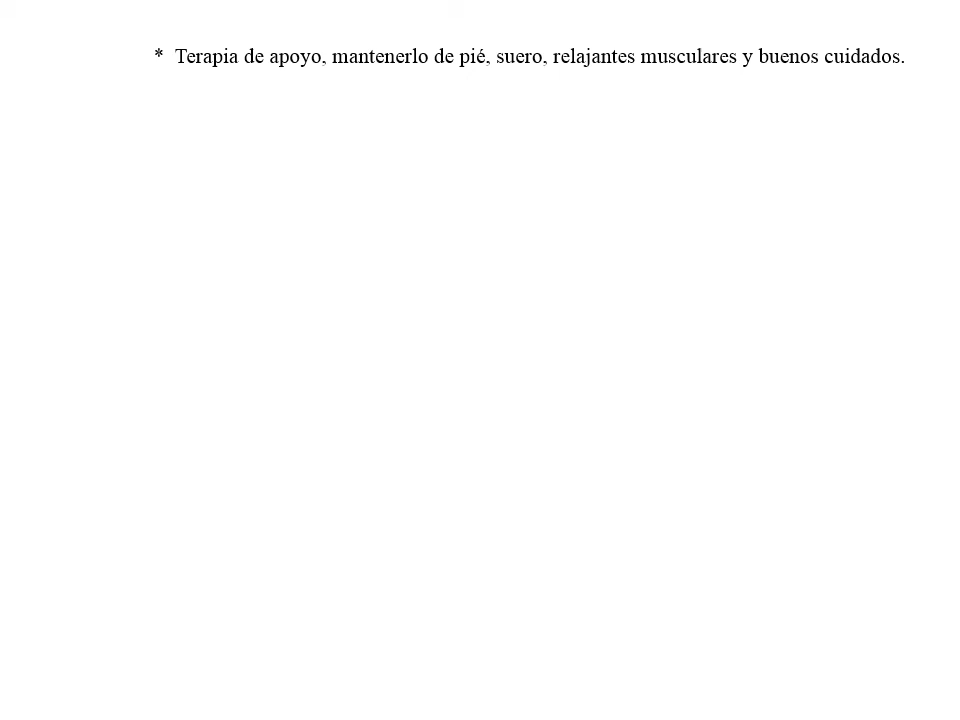 * Terapia de apoyo, mantenerlo de pié, suero, relajantes musculares y buenos cuidados.